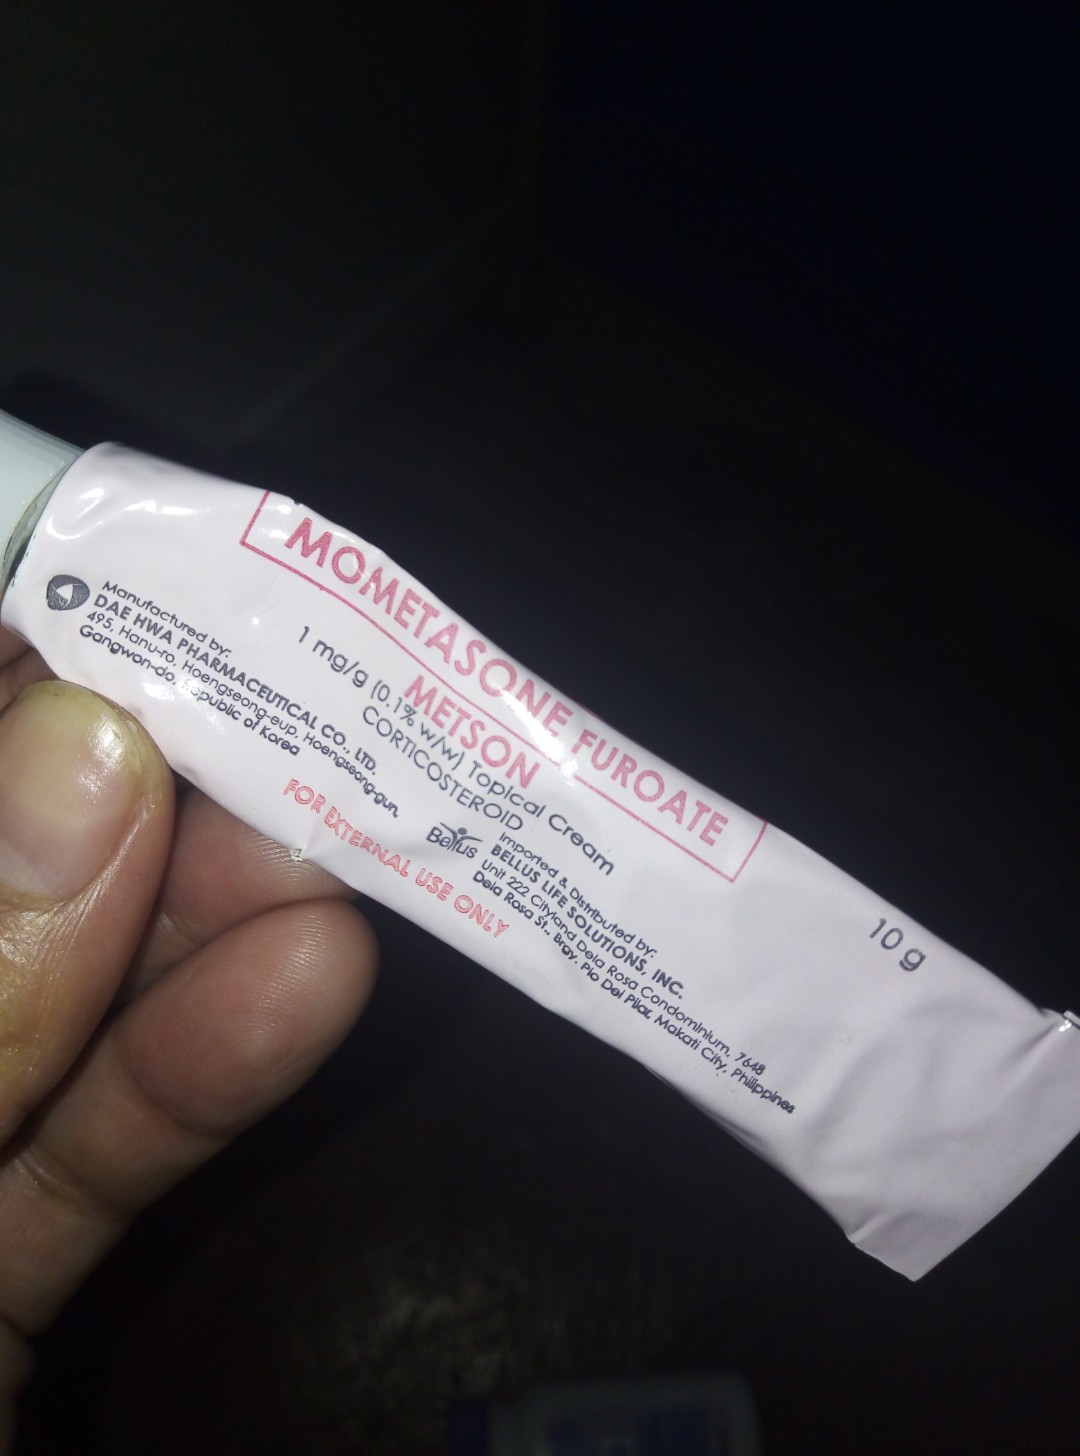 MOMETASONE FUROATE
METSON
1 mg/g (0.1% w/w) Topical Cream
CORTICOSTEROID
10 g
Manufactured by:
DAE HWA PHARMACEUTICAL CO., LTD.
495, Hanu-ro, Hoengseong-eup, Hoengseong-gun,
Gangwon-do, Republic of Korea
Bellus
Imported & Distributed by:
BELLUS LIFE SOLUTIONS, INC.
Unit 222 Cityland Dela Rosa Condominium, 7648
Dela Rosa St., Brgy. Pio Del Pilar, Makati City, Philippines
FOR EXTERNAL USE ONLY